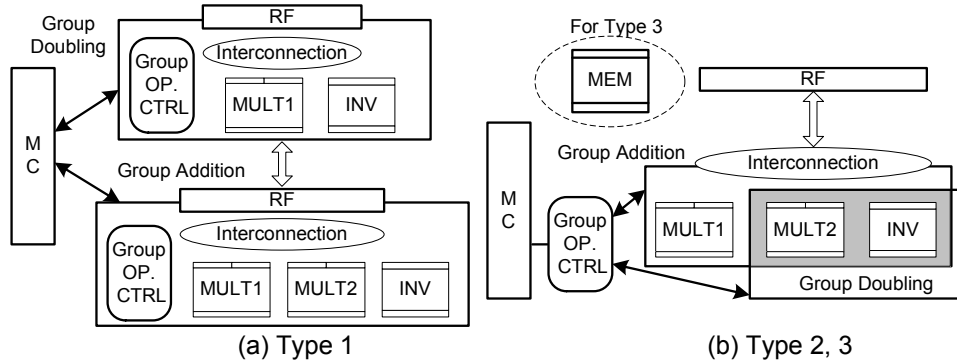 Group
Doubling
RF
Interconnection
Group
OP.
CTRL
MULT1
INV
M
C
Group Addition
RF
Interconnection
Group
OP.
CTRL
MULT1
MULT2
INV
(a) Type 1
For Type 3
MEM
RF
Group Addition
Interconnection
M
C
Group
OP.
CTRL
MULT1
MULT2
INV
Group Doubling
(b) Type 2, 3